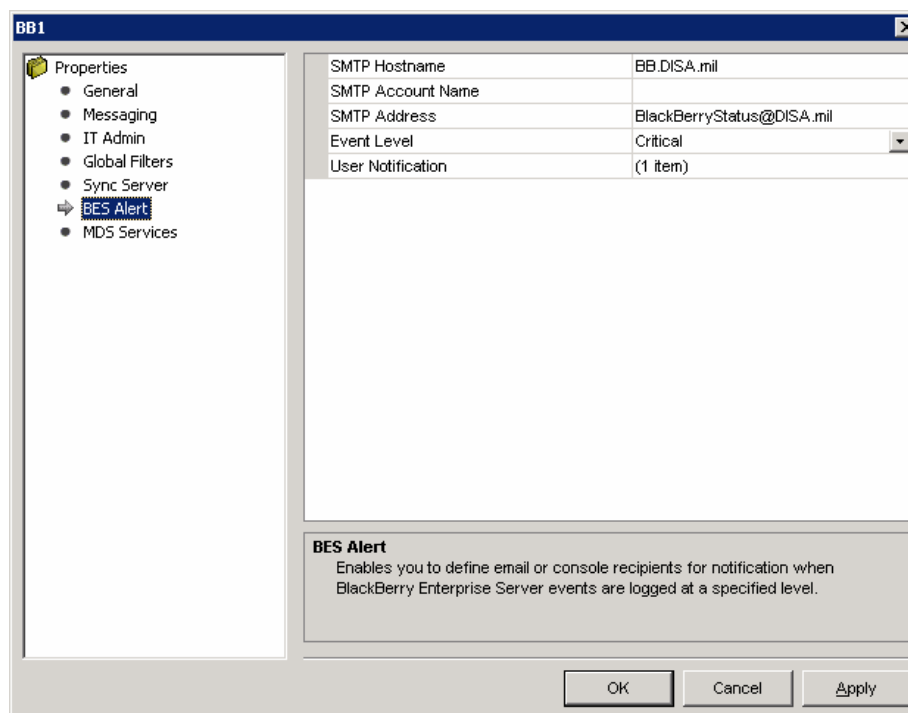 BB1
Properties
General
Messaging
IT Admin
Global Filters
Sync Server
BES Alert
MDS Services
SMTP Hostname BB.DISA.mil
SMTP Account Name
SMTP Address BlackBerryStatus@DISA.mil
Event Level Critical
User Notification (1 item)
BES Alert
Enables you to define email or console recipients for notification when
BlackBerry Enterprise Server events are logged at a specified level.
OK Cancel Apply